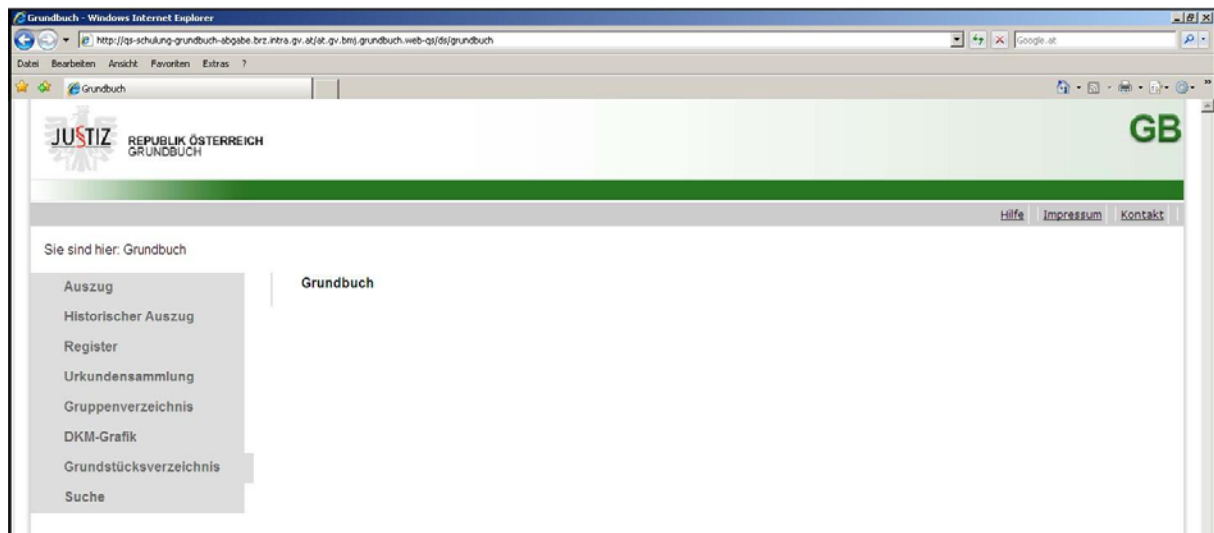 Grundbuch - Windows Internet Explorer
http://qs-schulung-grundbuch-abgabe.brz.intra.gv.at/at.gv.bmj.grundbuch.web-qs/ds/grundbuch
Google.at
Datei Bearbeiten Ansicht Favoriten Extras ?
Grundbuch
JU§TIZ REPUBLIK ÖSTERREICH
GRUNDBUCH
GB
Hilfe Impressum Kontakt
Sie sind hier: Grundbuch
Auszug
Grundbuch
Historischer Auszug
Register
Urkundensammlung
Gruppenverzeichnis
DKM-Grafik
Grundstücksverzeichnis
Suche